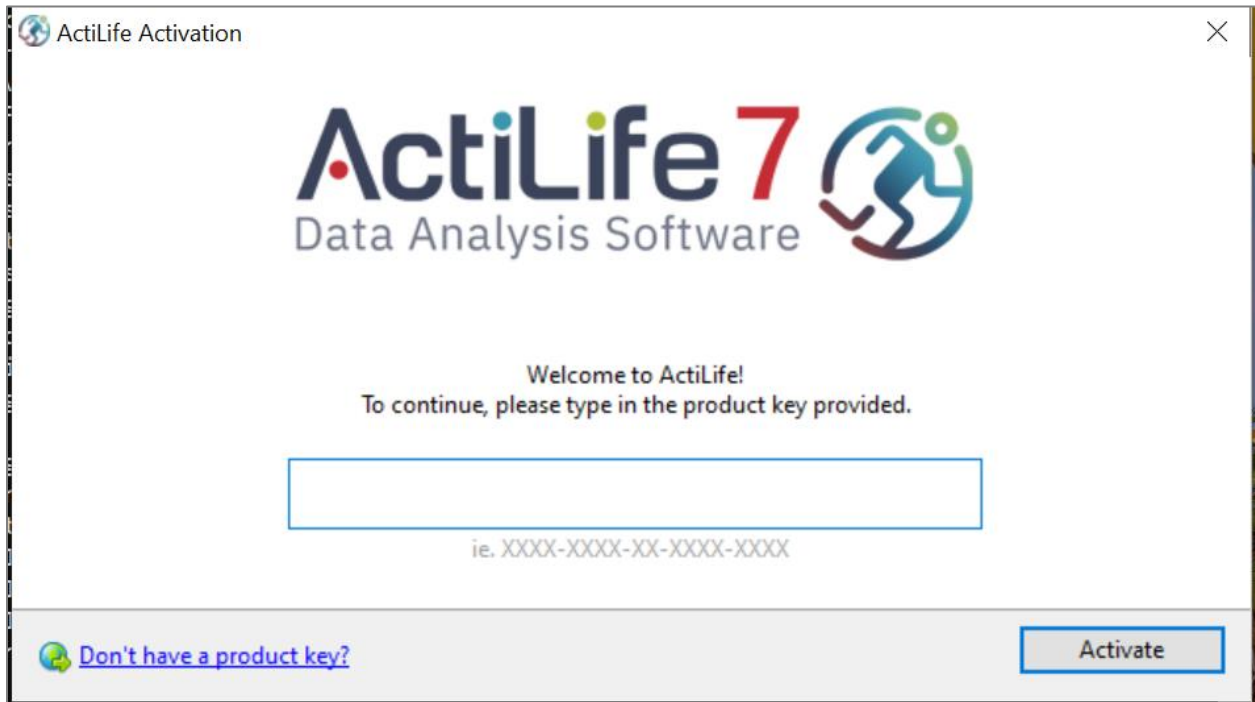 ActiLife Activation
ActiLife 7
Data Analysis Software
Welcome to ActiLife!
To continue, please type in the product key provided.
ie. XXXX-XXXX-XX-XXXX-XXXX
Don't have a product key?
Activate